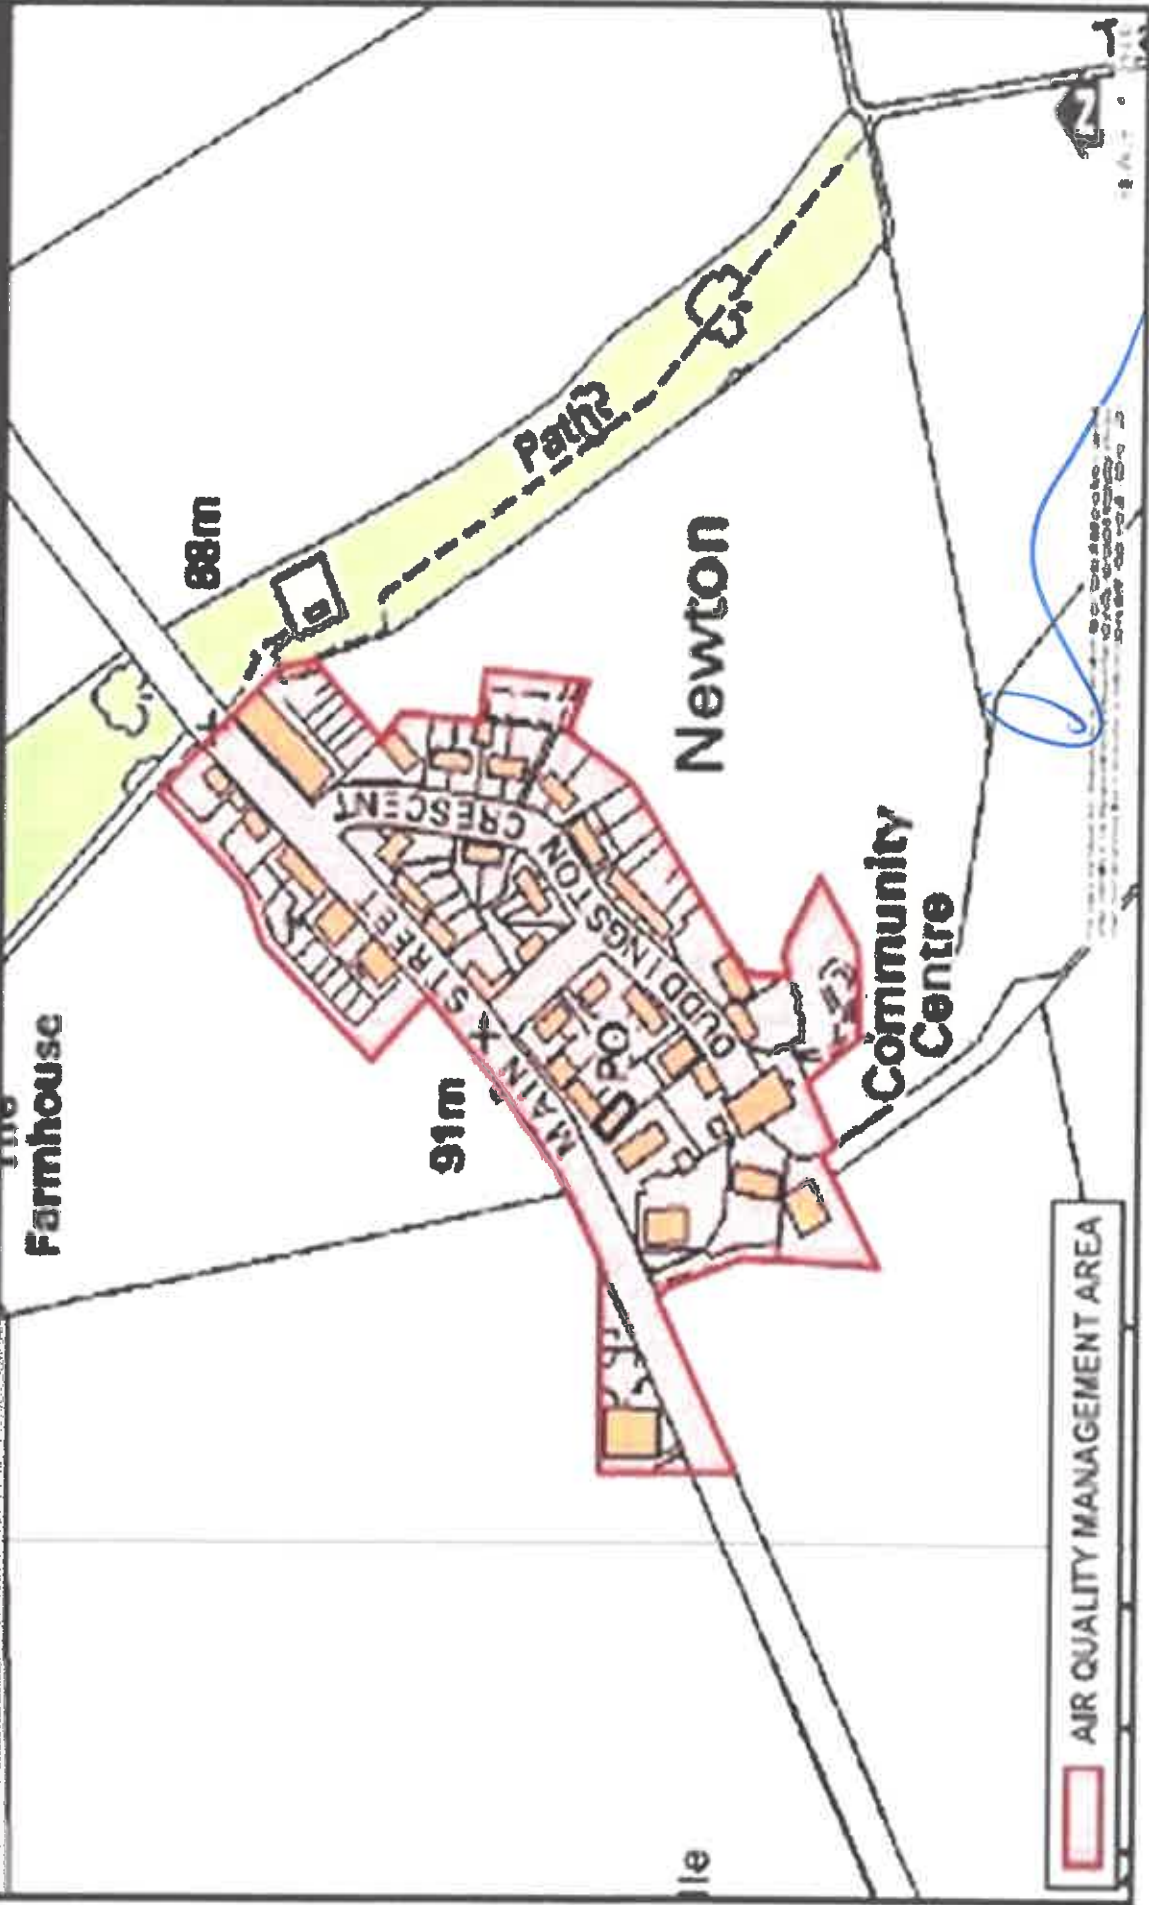 Farmhouse
88m
91m
CRESCENT
MAIN STREET
Path
PO
DUDDINGSTON
Newton
Community
Centre
AIR QUALITY MANAGEMENT AREA
N